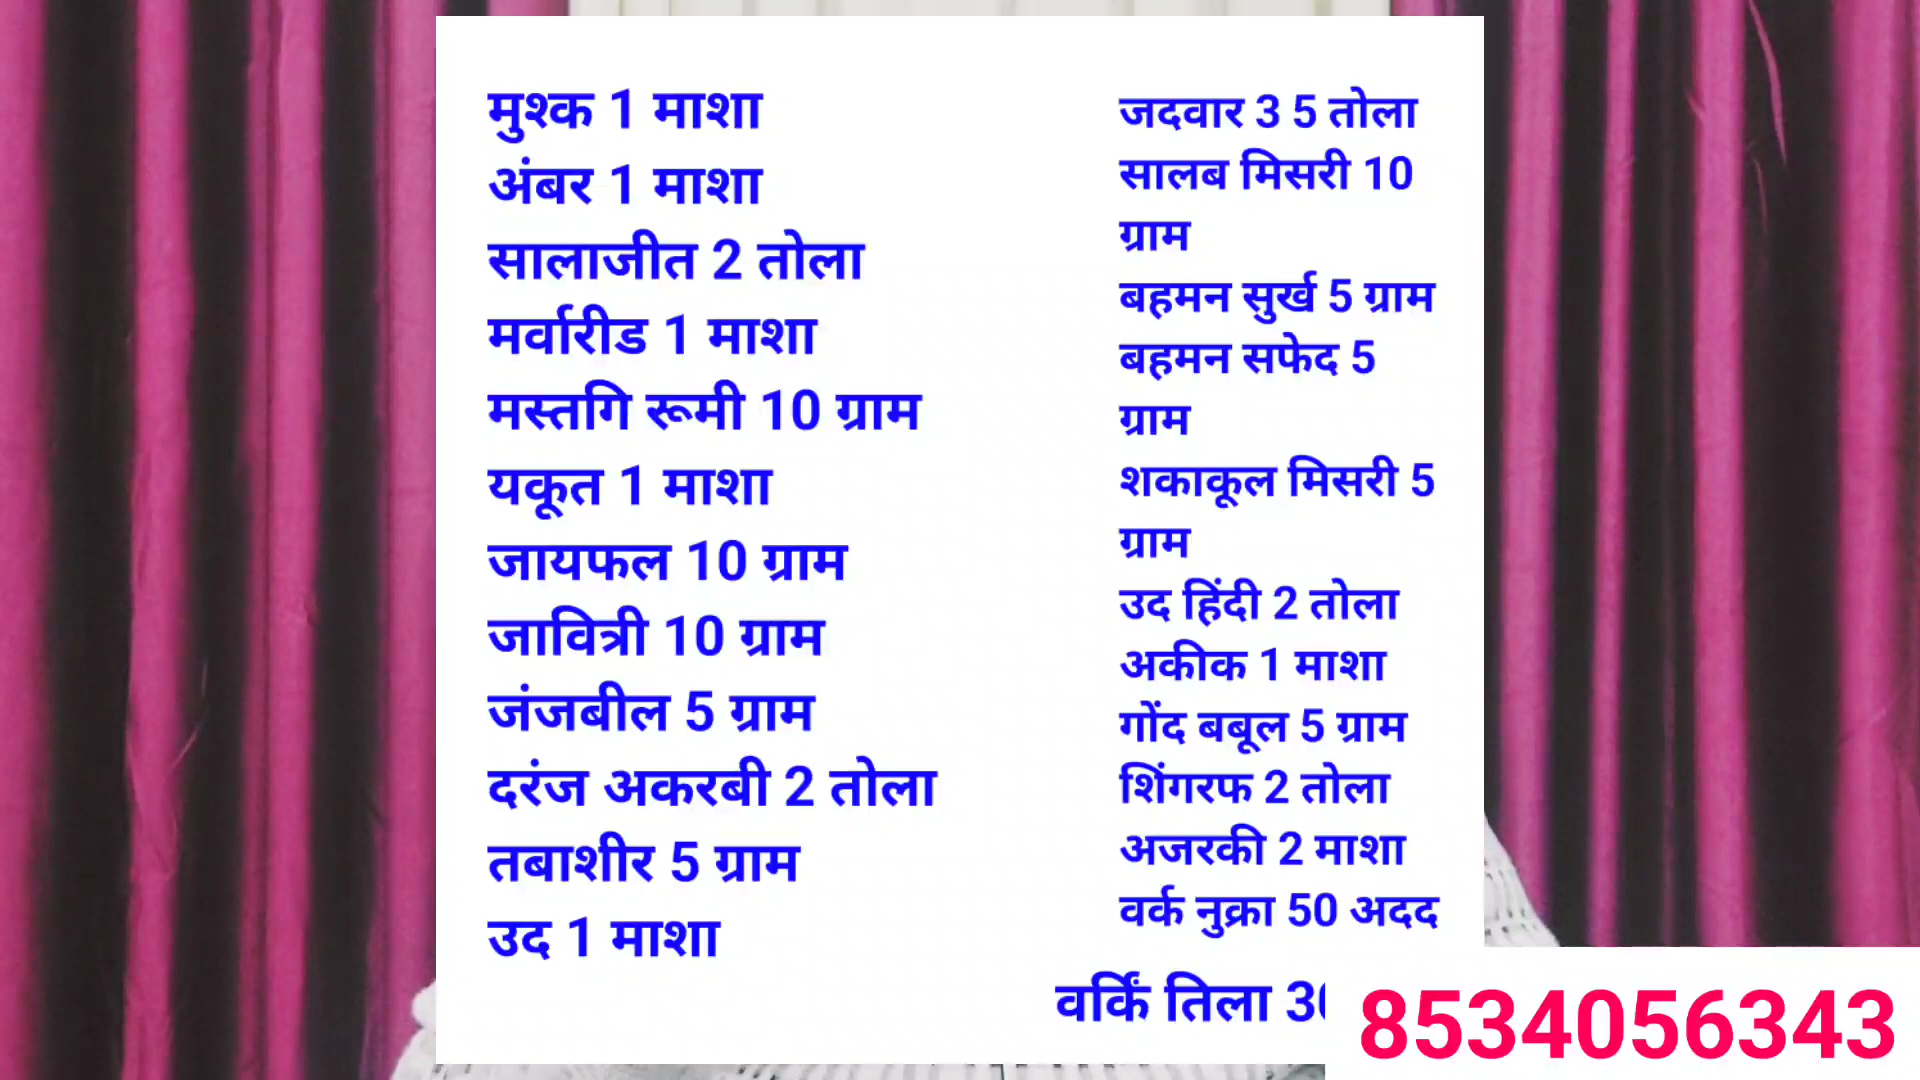 मुश्क 1 माशा
अंबर 1 माशा
सालाजीत 2 तोला
मर्वारीड 1 माशा
मस्तगि रूमी 10 ग्राम
यकूत 1 माशा
जायफल 10 ग्राम
जावित्री 10 ग्राम
जंजबील 5 ग्राम
दरंज अकरबी 2 तोला
तबाशीर 5 ग्राम
उद 1 माशा
जदवार 3 5 तोला
सालब मिसरी 10
ग्राम
बहमन सुर्ख 5 ग्राम
बहमन सफेद 5
ग्राम
शकाकूल मिसरी 5
ग्राम
उद हिंदी 2 तोला
अकीक 1 माशा
गोंद बबूल 5 ग्राम
शिंगरफ 2 तोला
अजरकी 2 माशा
वर्क नुक्रा 50 अदद
वर्किं तिला
8534056343